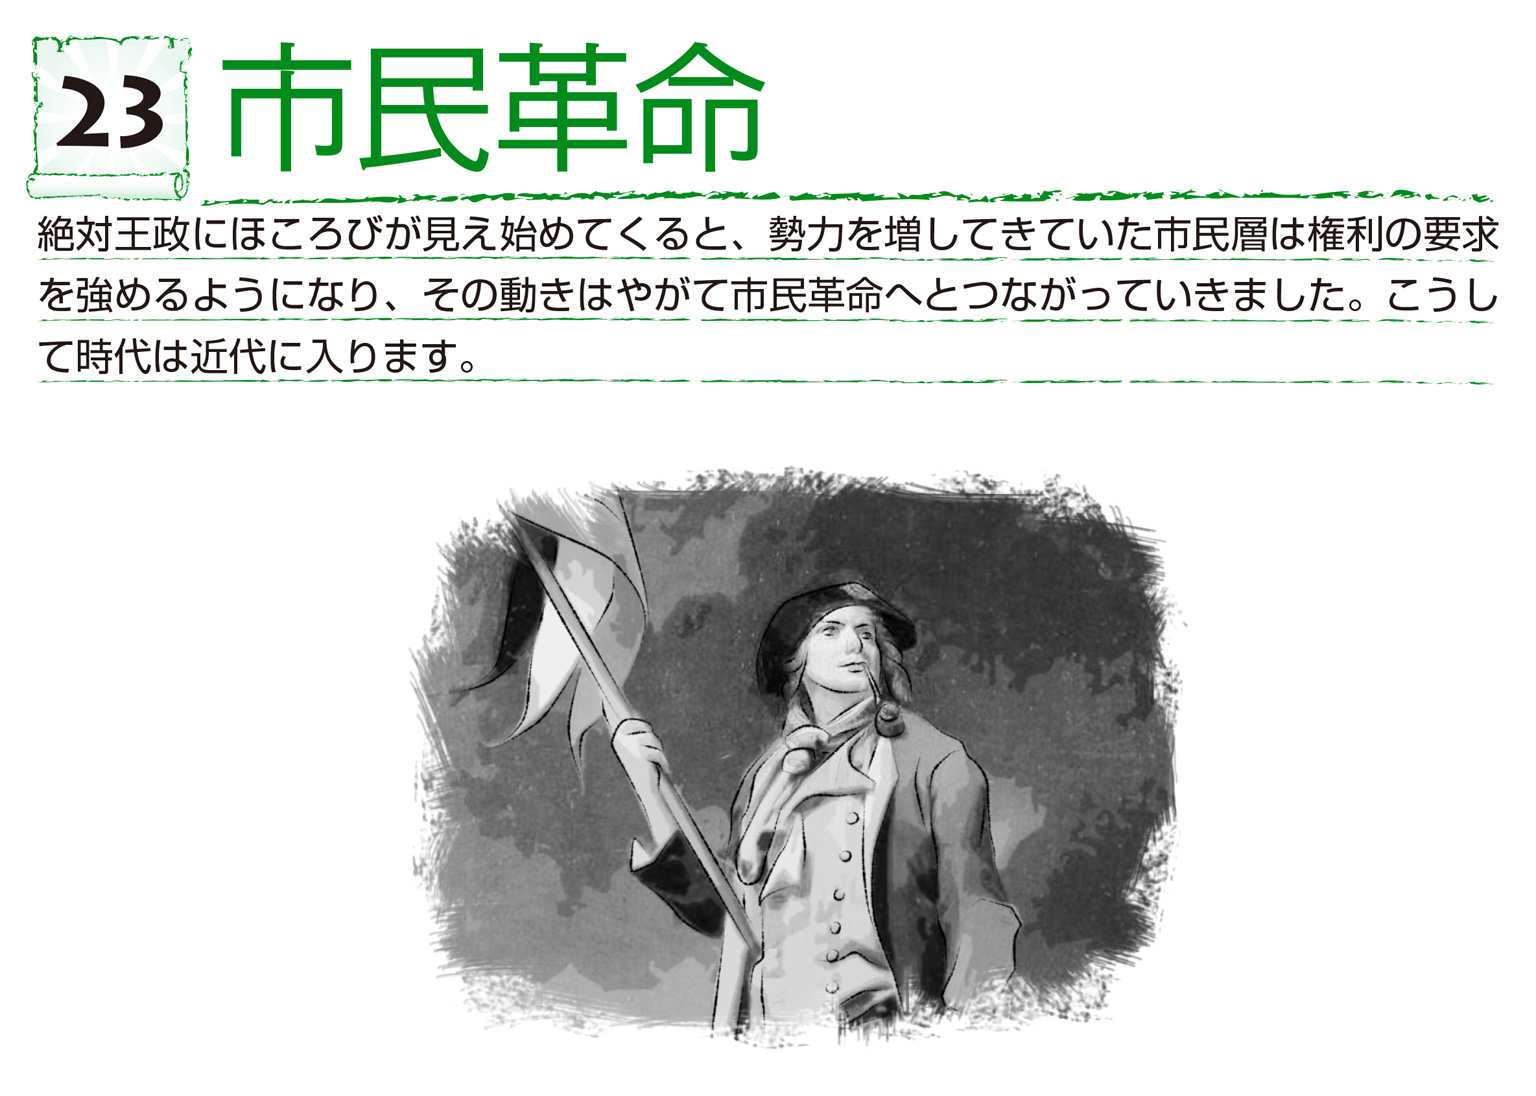 23
市民革命
絶対王政にほころびが見え始めてくると、勢力を増してきていた市民層は権利の要求
を強めるようになり、その動きはやがて市民革命へとつながっていきました。こうし
て時代は近代に入ります。